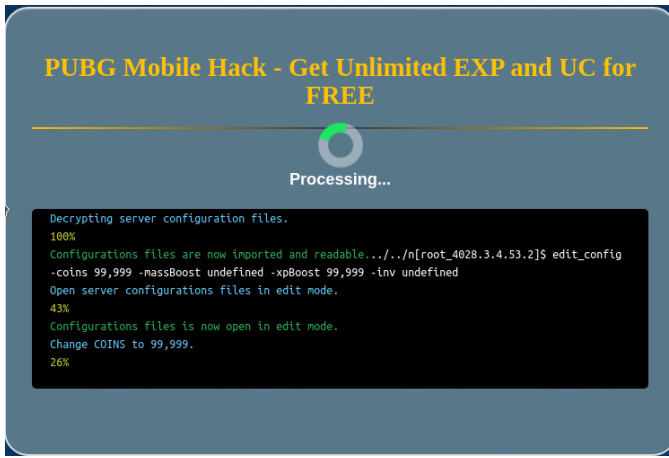 PUBG Mobile Hack - Get Unlimited EXP and UC for
FREE
Processing...
Decrypting server configuration files.
100%
Configurations files are now imported and readable.../../n[root_4028.3.4.53.2]$ edit_config
-coins 99,999 -massBoost undefined -xpBoost 99,999 -inv undefined
Open server configurations files in edit mode.
43%
Configurations files is now open in edit mode.
Change COINS to 99,999.
26%